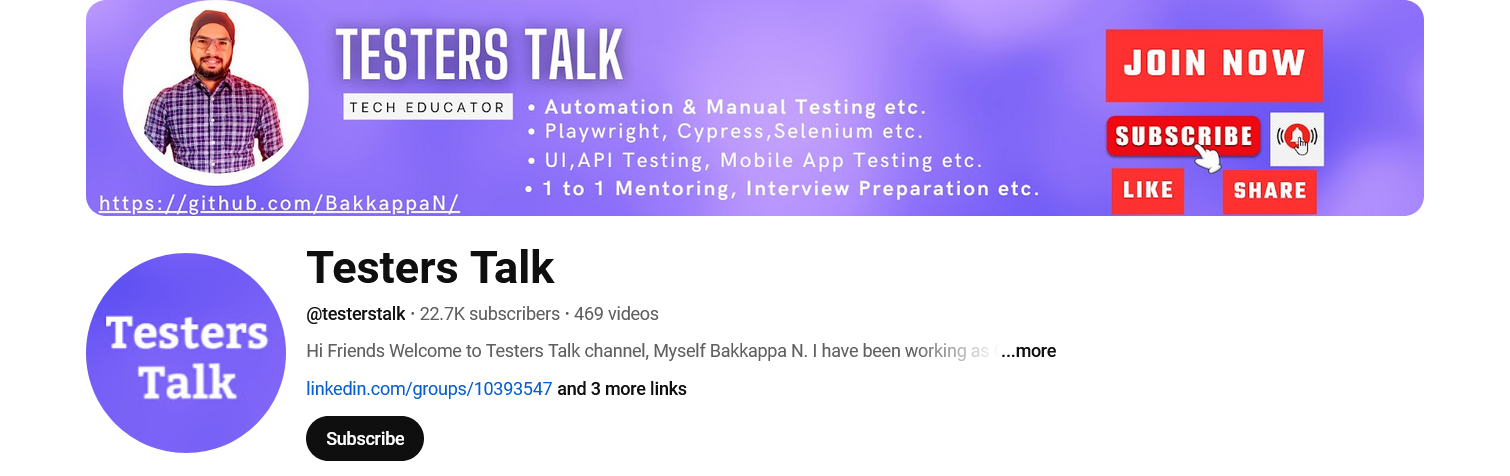 TESTERS TALK
TECH EDUCATOR
• Automation & Manual Testing etc.
• Playwright, Cypress,Selenium etc.
• UI,API Testing, Mobile App Testing etc.
• 1 to 1 Mentoring, Interview Preparation etc.
https://github.com/BakkappaN/
JOIN NOW
SUBSCRIBE
LIKE SHARE
Testers
Talk
Testers Talk
@testerstalk · 22.7K subscribers · 469 videos
Hi Friends Welcome to Testers Talk channel, Myself Bakkappa N. I have been working as ...more
linkedin.com/groups/10393547 and 3 more links
Subscribe